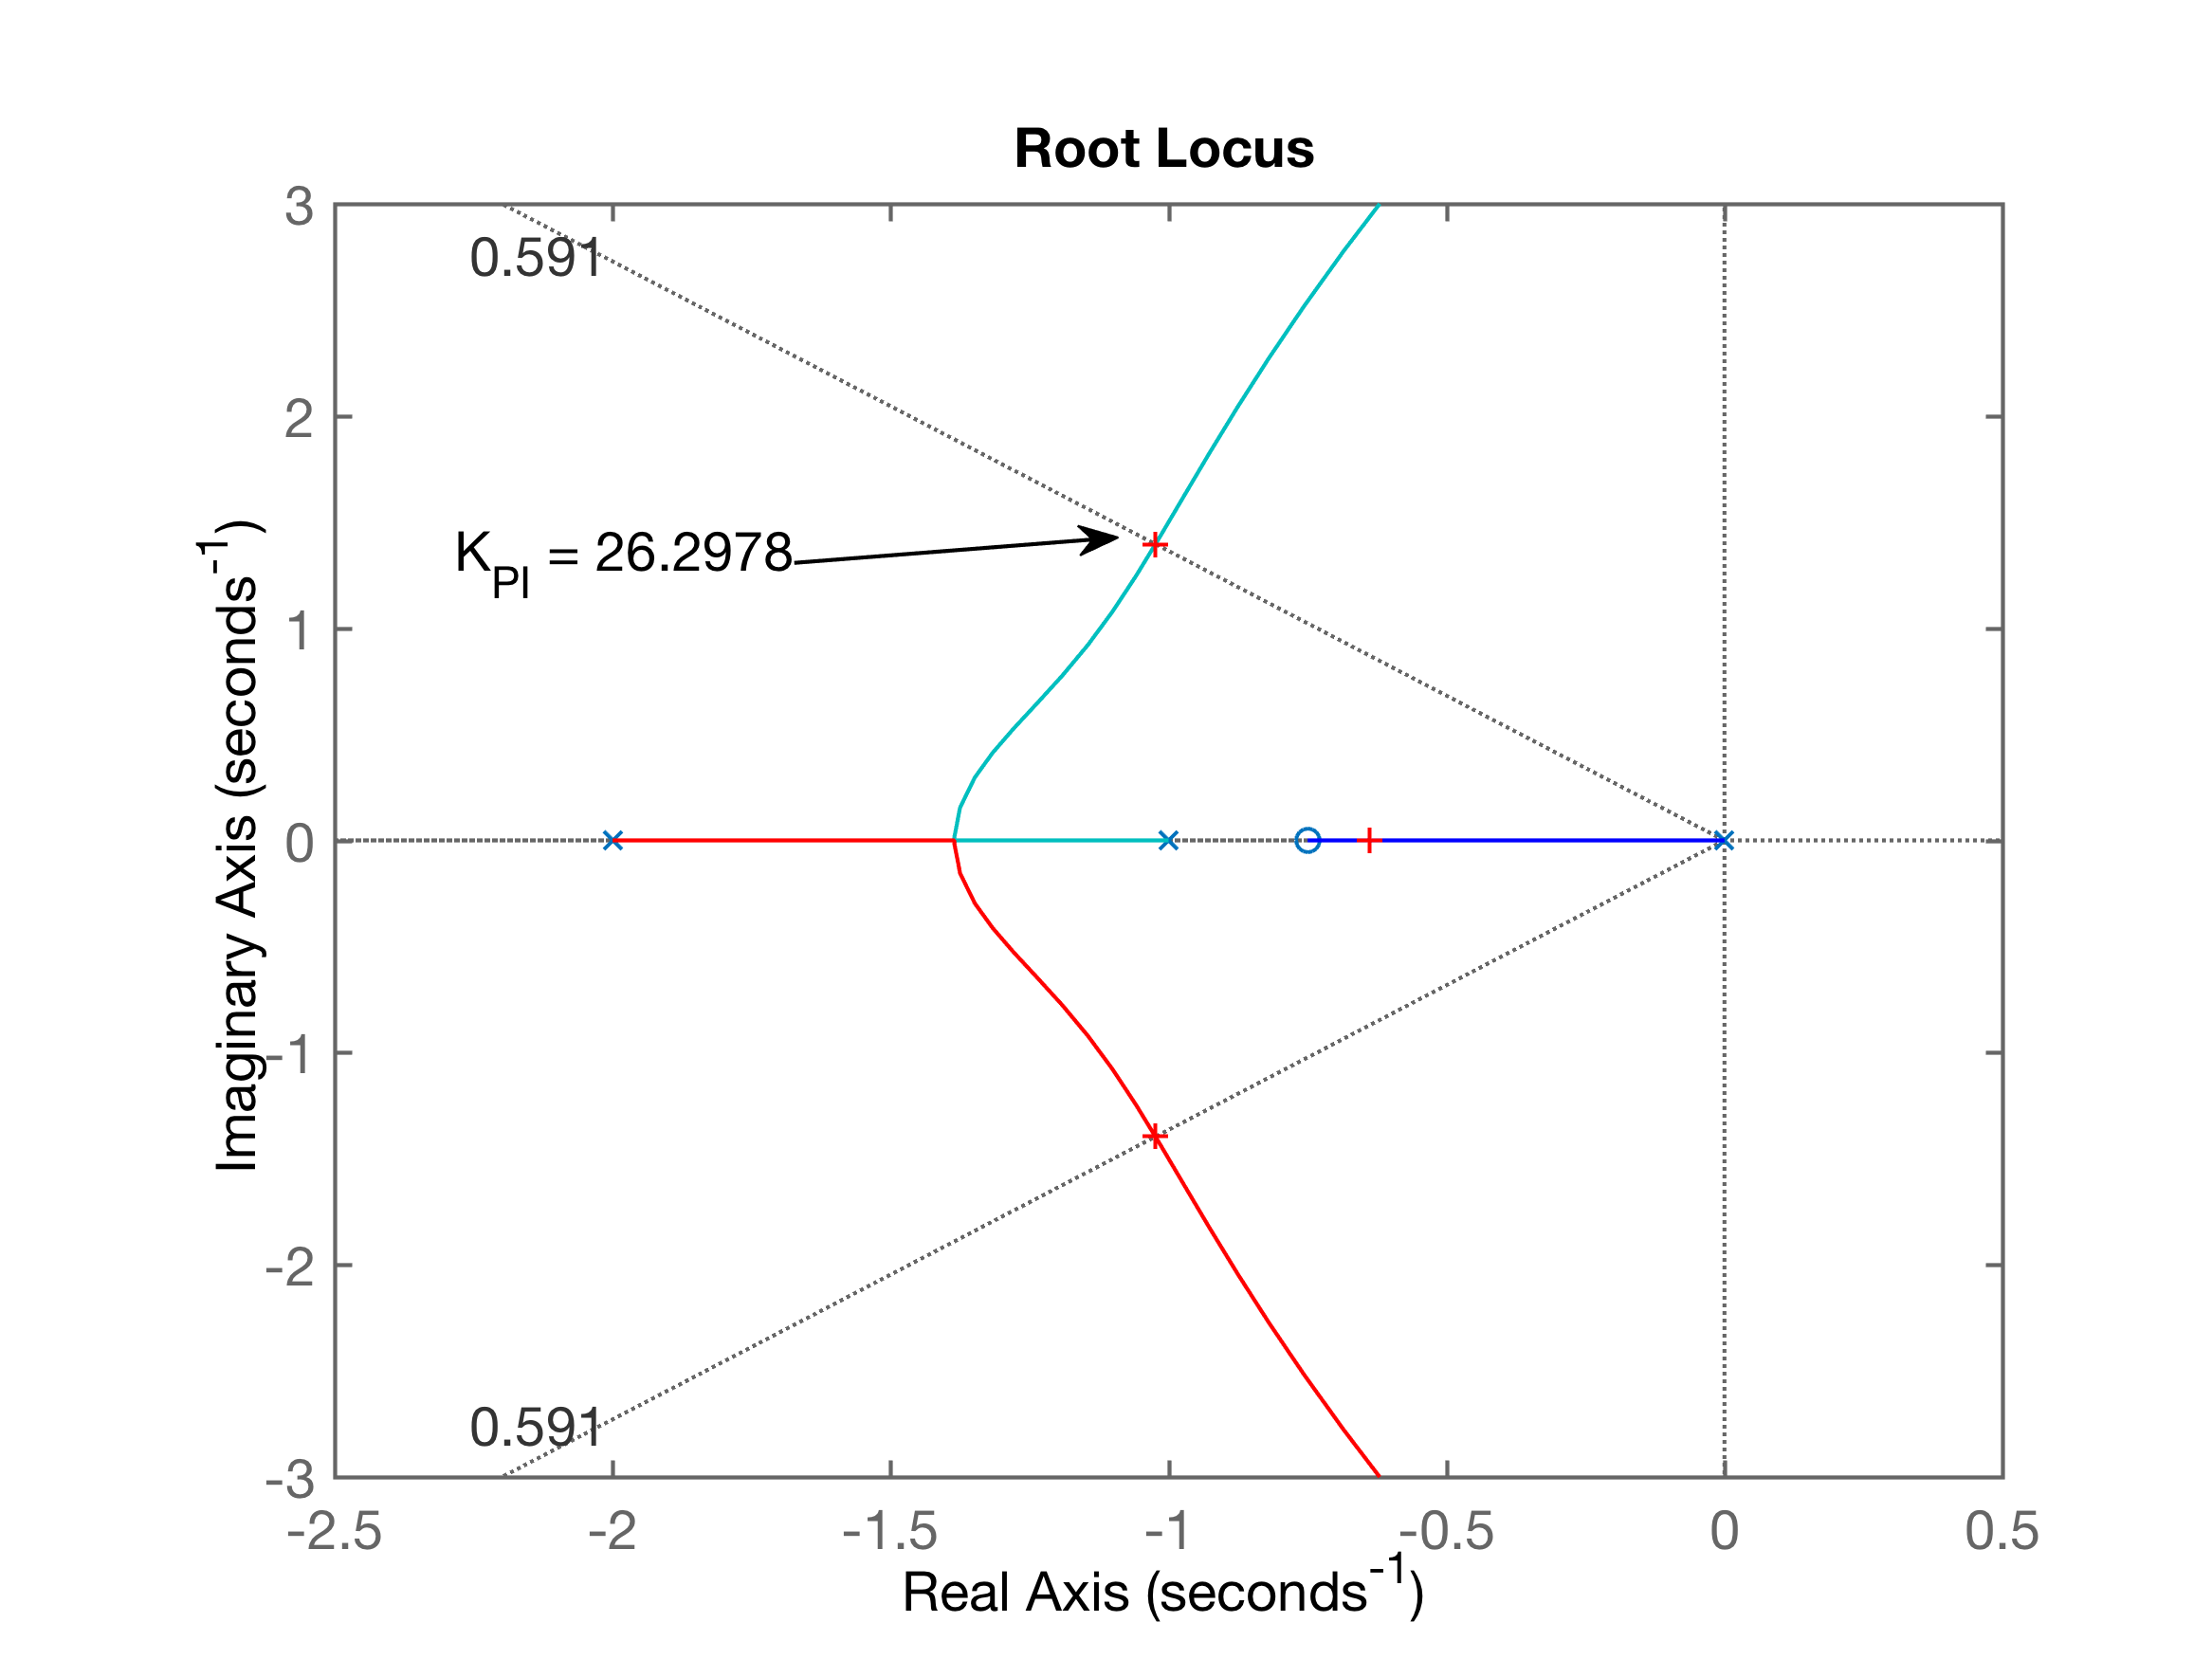 Root Locus
3
0.591
2
K_PI = 26.2978
1
0
-1
-2
0.591
-3
-2.5 -2 -1.5 -1 -0.5 0 0.5
Real Axis (seconds^-1)
Imaginary Axis (seconds^-1)